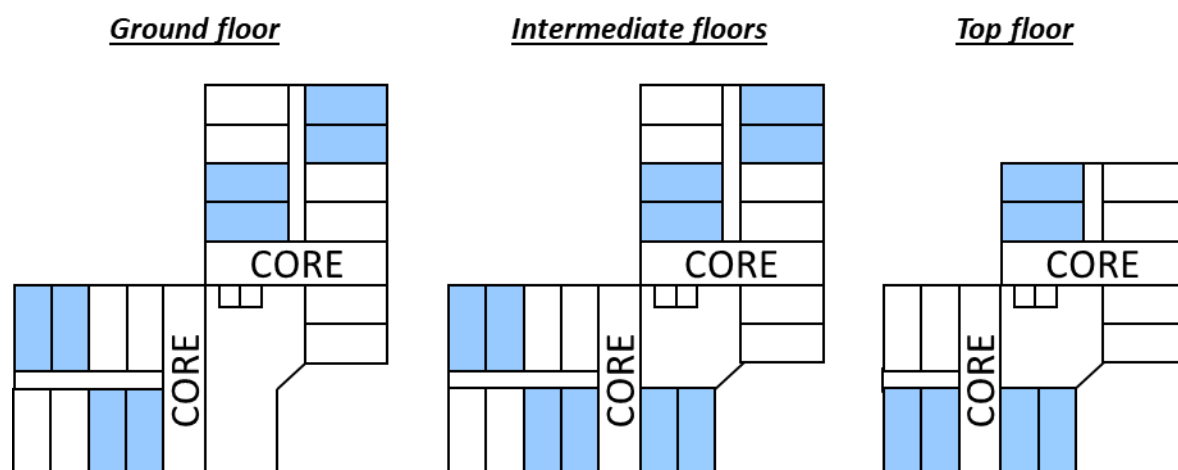 Ground floor
Intermediate floors
Top floor
CORE
CORE
CORE
CORE
CORE
CORE